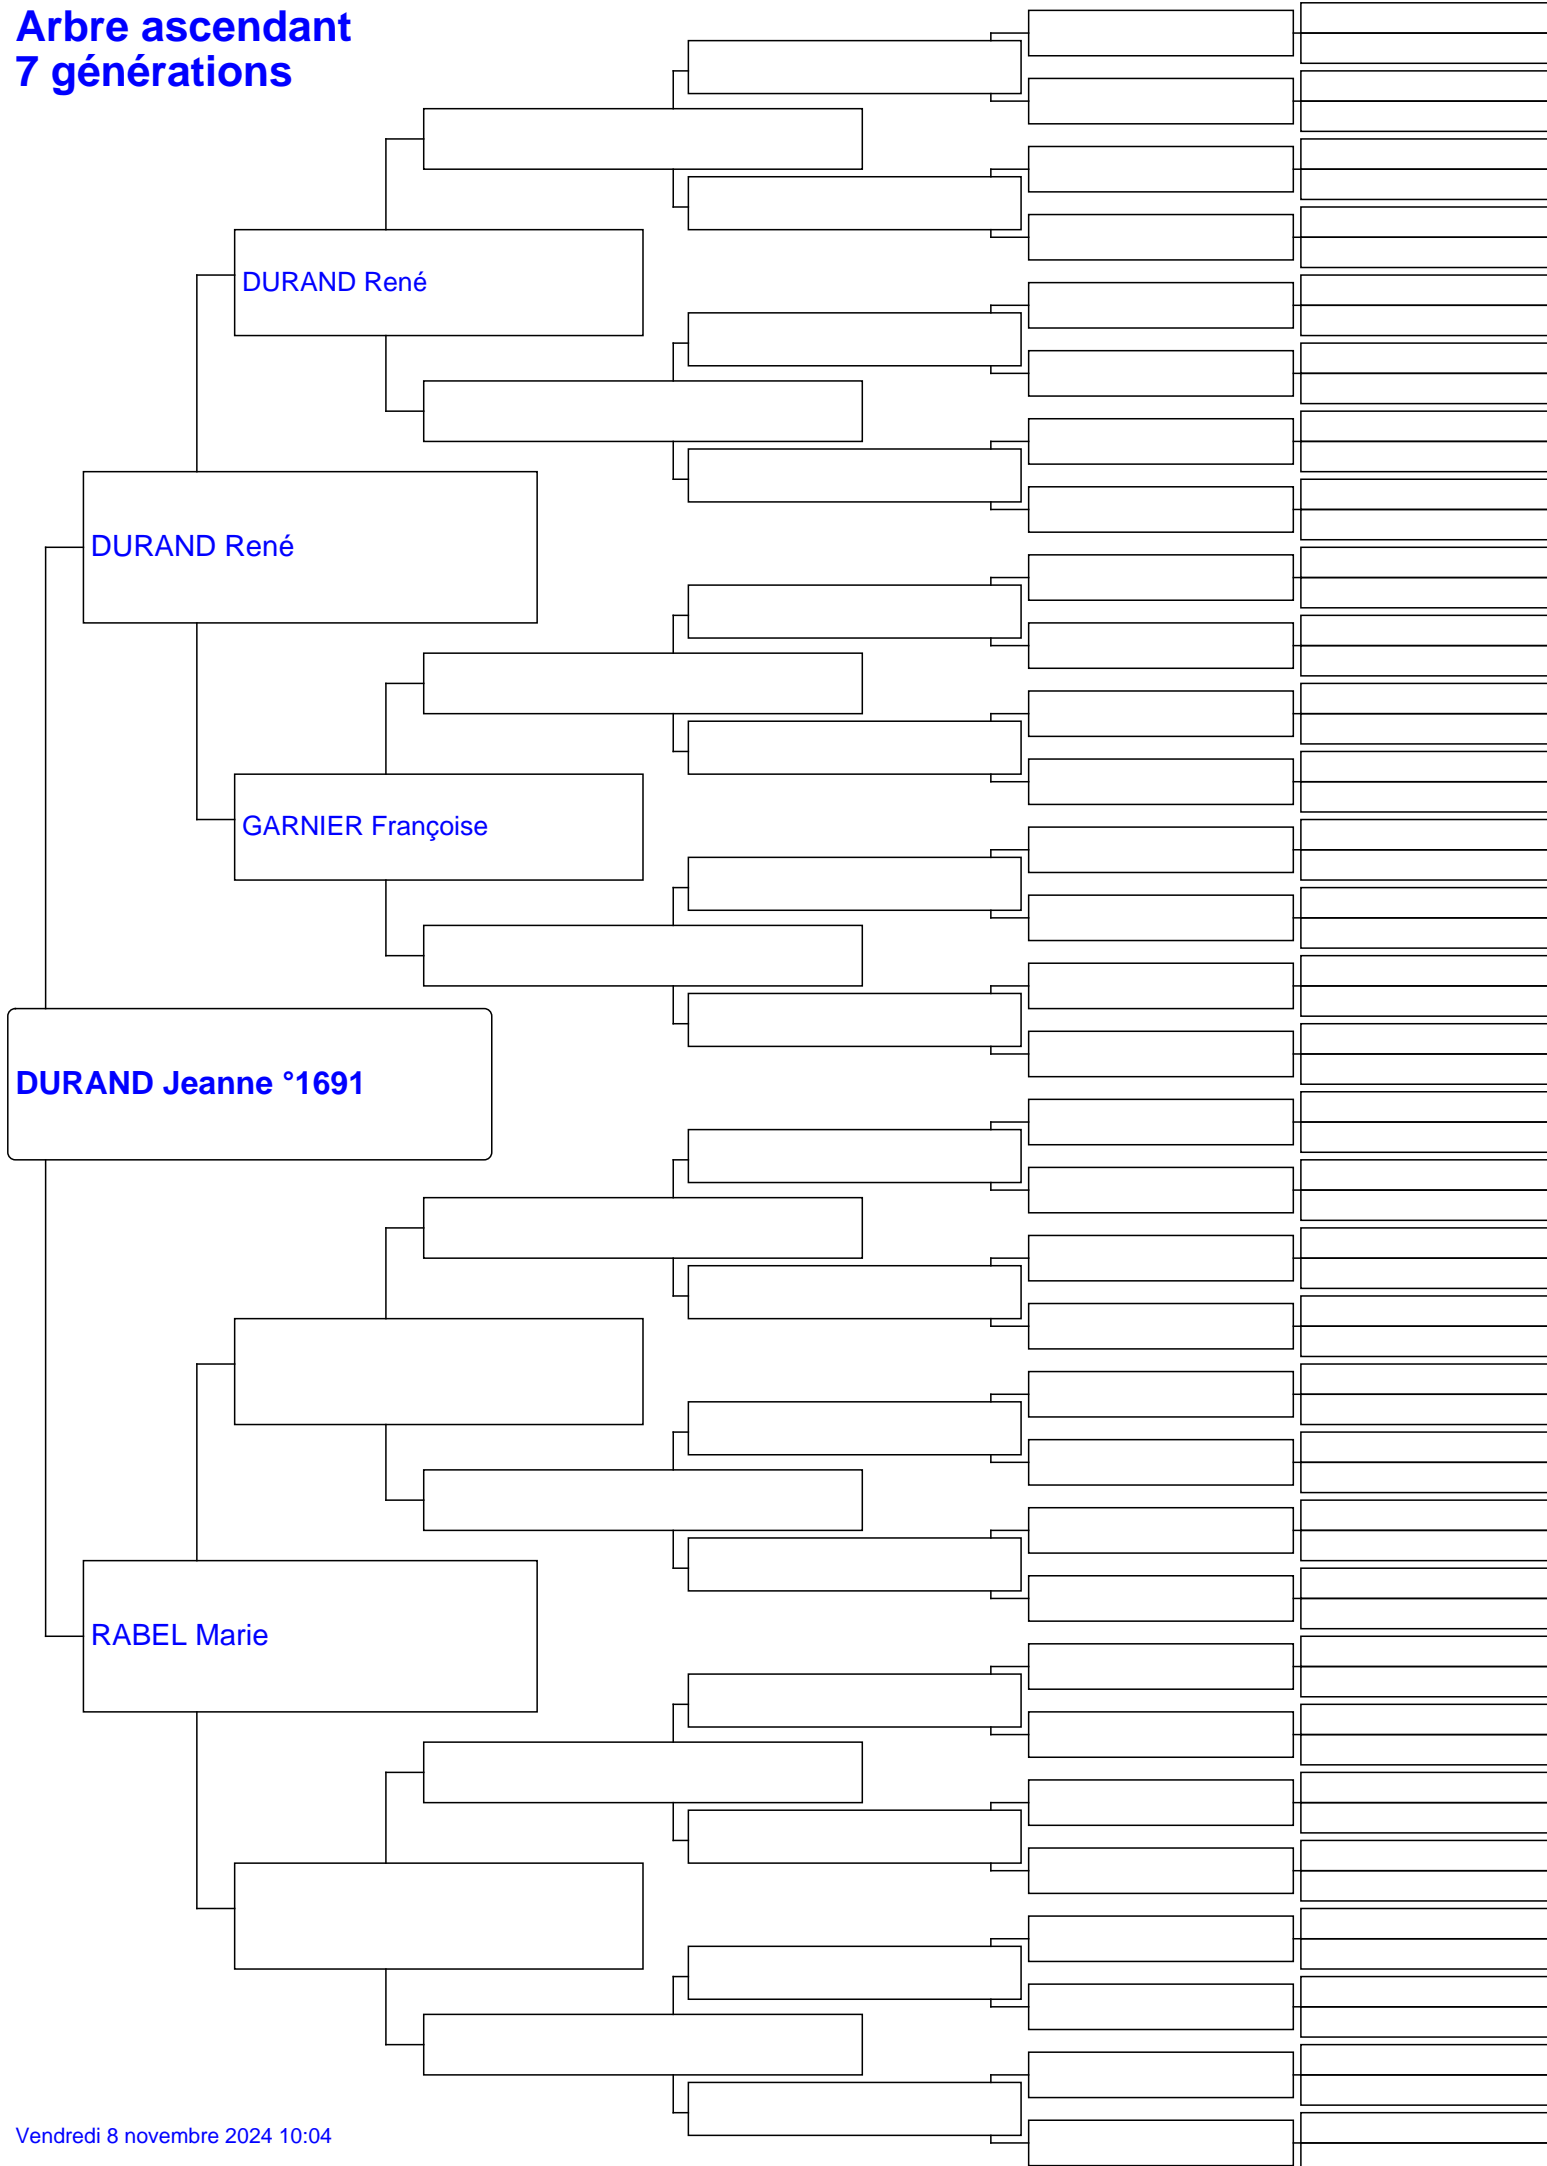 Arbre ascendant
7 générations
DURAND René
DURAND René
GARNIER Françoise
DURAND Jeanne °1691
RABEL Marie
Vendredi 8 novembre 2024 10:04